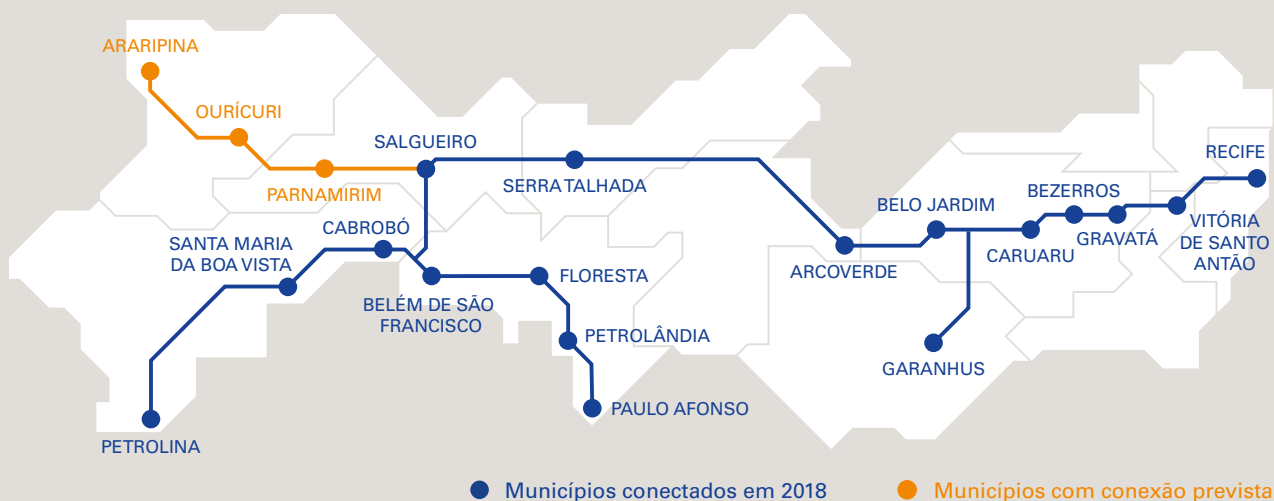 ARARIPINA
OURÍCURI
PARNAMIRIM
SALGUEIRO
SERRA TALHADA
CABROBÓ
SANTA MARIA
DA BOA VISTA
BELÉM DE SÃO
FRANCISCO
FLORESTA
PETROLÂNDIA
PAULO AFONSO
PETROLINA
ARCOVERDE
BELO JARDIM
GARANHUS
CARUARU
BEZERROS
GRAVATÁ
VITÓRIA
DE SANTO
ANTÃO
RECIFE
Municípios conectados em 2018
Municípios com conexão prevista